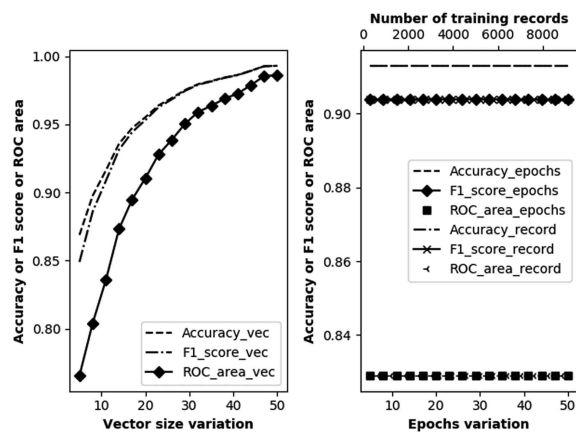 Accuracy or F1 score or ROC area
1.00
0.95
0.90
0.85
0.80
10 20 30 40 50
Vector size variation
Accuracy_vec
F1_score_vec
ROC_area_vec
Number of training records
0 2000 4000 6000 8000
Accuracy or F1 score or ROC area
0.90
0.88
0.86
0.84
Accuracy_epochs
F1_score_epochs
ROC_area_epochs
Accuracy_record
F1_score_record
ROC_area_record
10 20 30 40 50
Epochs variation